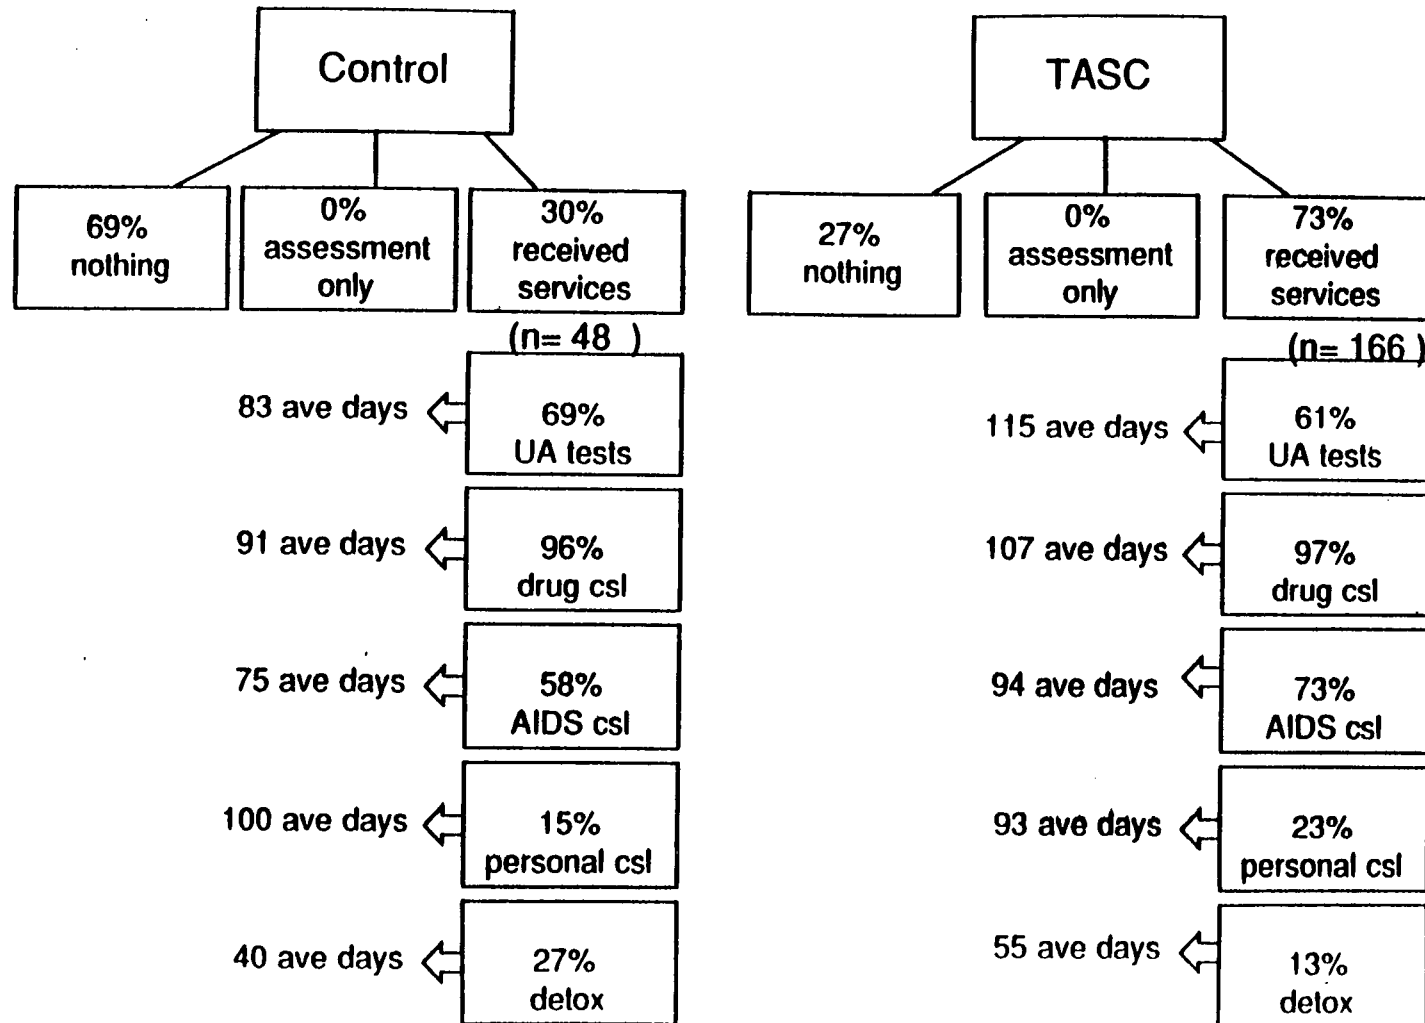 Control
69%
nothing
0%
assessment
only
30%
received
services
(n= 48 )
83 ave days
69%
UA tests
91 ave days
96%
drug csl
75 ave days
58%
AIDS csl
100 ave days
15%
personal csl
40 ave days
27%
detox
TASC
27%
nothing
0%
assessment
only
73%
received
services
(n= 166 )
115 ave days
61%
UA tests
107 ave days
97%
drug csl
94 ave days
73%
AIDS csl
93 ave days
23%
personal csl
55 ave days
13%
detox